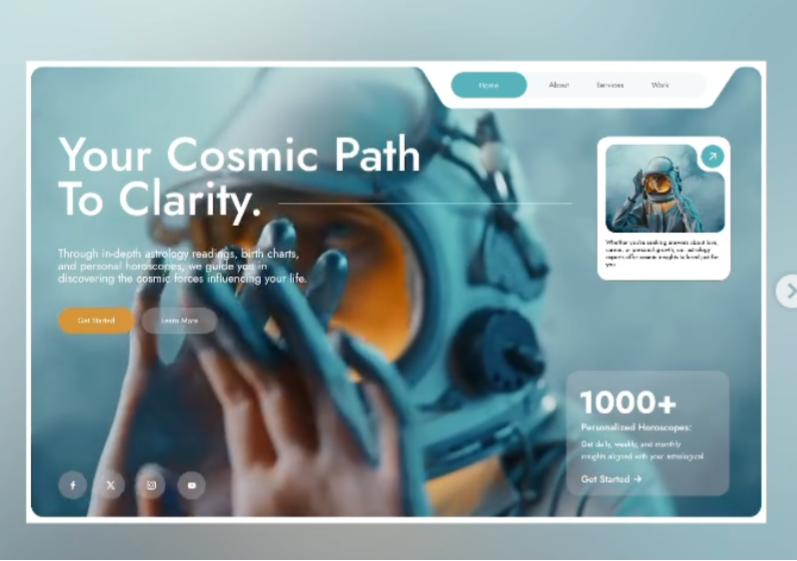 Home About Services Work
Your Cosmic Path
To Clarity.
Through in-depth astrology readings, birth charts,
and personal horoscopes, we guide you in
discovering the cosmic forces influencing your life.
Get Started Learn More
Whether you're seeking answers about love,
career, or personal growth, our astrology
experts offer cosmic insights to
you
1000+
Personalized Horoscopes:
Get daily, weekly, and monthly
insights aligned with your astrological
Get Started →